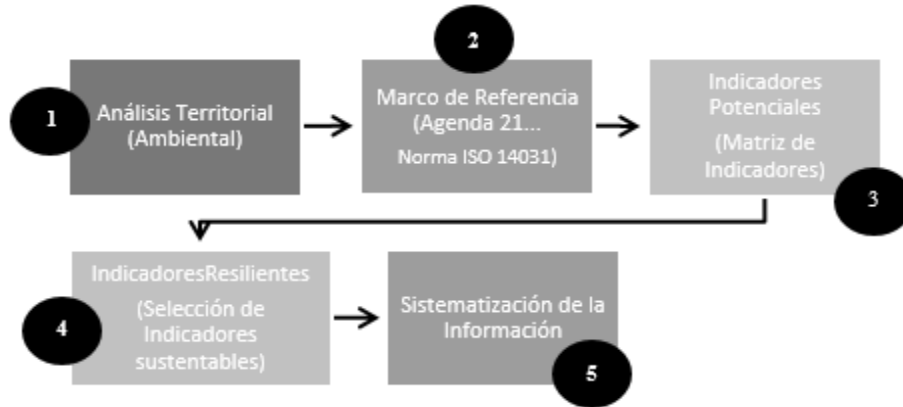 1
Análisis Territorial
(Ambiental)
2
Marco de Referencia
(Agenda 21...
Norma ISO 14031)
Indicadores
Potenciales
(Matriz de
Indicadores)
3
4
IndicadoresResilientes
(Selección de
Indicadores
sustentables)
Sistematización de la
Información
5